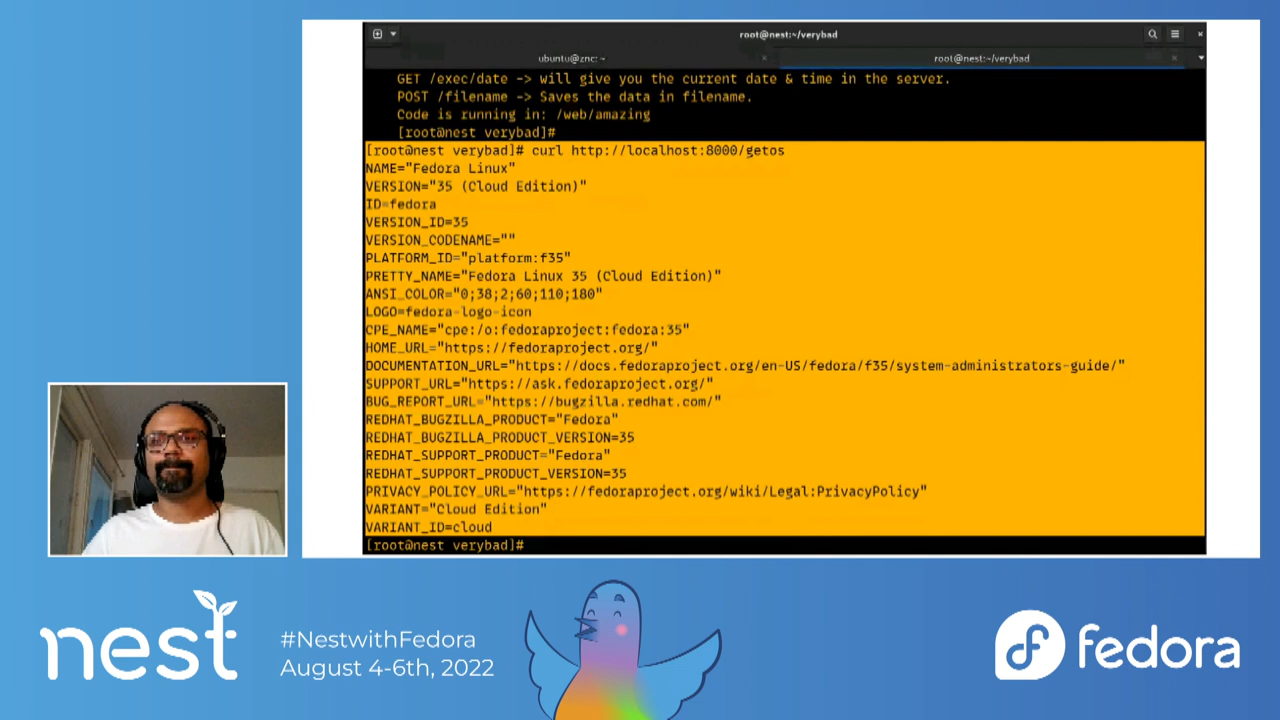 root@nest:~/verybad
ubuntu@znc: ~
root@nest:~/verybad
GET /exec/date -> will give you the current date & time in the server.
POST /filename -> Saves the data in filename.
Code is running in: /web/amazing
[root@nest verybad]#
[root@nest verybad]# curl http://localhost:8000/getos
NAME="Fedora Linux"
VERSION="35 (Cloud Edition)"
ID=fedora
VERSION_ID=35
VERSION_CODENAME=""
PLATFORM_ID="platform:f35"
PRETTY_NAME="Fedora Linux 35 (Cloud Edition)"
ANSI_COLOR="0;38;2;60;110;180"
LOGO=fedora-logo-icon
CPE_NAME="cpe:/o:fedoraproject:fedora:35"
HOME_URL="https://fedoraproject.org/"
DOCUMENTATION_URL="https://docs.fedoraproject.org/en-US/fedora/f35/system-administrators-guide/"
SUPPORT_URL="https://ask.fedoraproject.org/"
BUG_REPORT_URL="https://bugzilla.redhat.com/"
REDHAT_BUGZILLA_PRODUCT="Fedora"
REDHAT_BUGZILLA_PRODUCT_VERSION=35
REDHAT_SUPPORT_PRODUCT="Fedora"
REDHAT_SUPPORT_PRODUCT_VERSION=35
PRIVACY_POLICY_URL="https://fedoraproject.org/wiki/Legal:PrivacyPolicy"
VARIANT="Cloud Edition"
VARIANT_ID=cloud
[root@nest verybad]#
nest
#NestwithFedora
August 4-6th, 2022
fedora